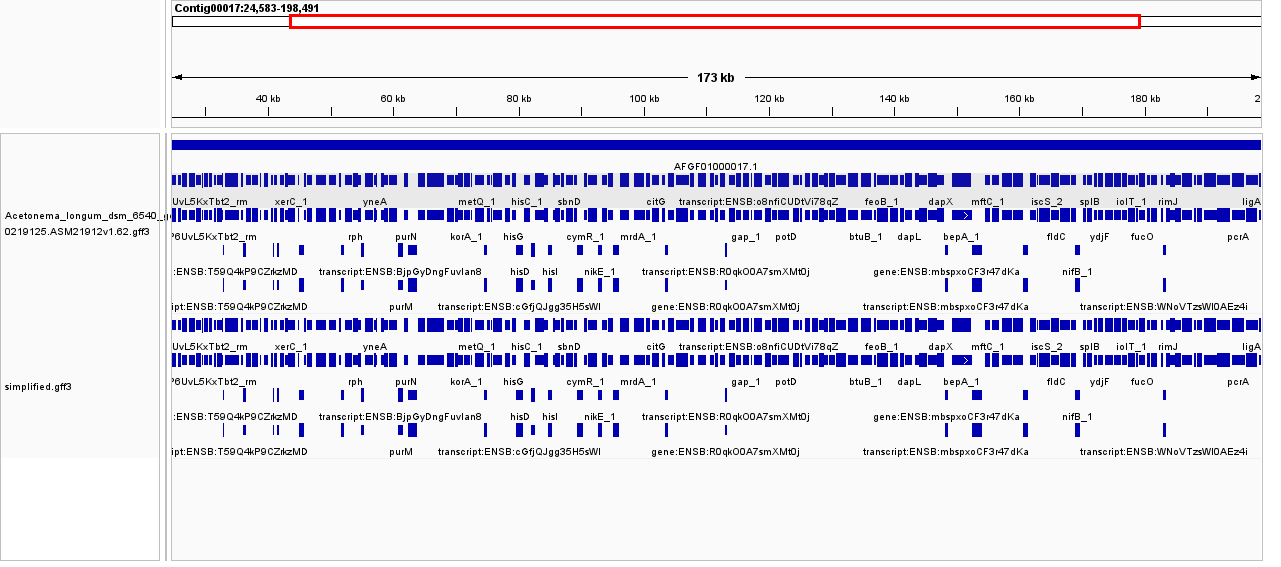 Contig00017:24,583-198,491
173 kb
40 kb 60 kb 80 kb 100 kb 120 kb 140 kb 160 kb 180 kb 2
AFGF01000017.1
UvL5KxTbt2_rm xerC_1 yneA metQ_1 hisC_1 sbnD citG transcript:ENSB:o8nfiCUDtVi78qZ feoB_1 dapX mftC_1 iscS_2 splB iolT_1 rimJ ligA
Acetonema_longum_dsm_6540_g
0219125.ASM21912v1.62.gff3
P6UvL5KxTbt2_rm rph purN korA_1 hisG cymR_1 mrdA_1 gap_1 potD btuB_1 dapL bepA_1 fldC ydjF fucO pcrA
:ENSB:T59Q4kP9CZrkzMD transcript:ENSB:BjpGyDngFuvlan8 hisD hisI nikE_1 transcript:ENSB:R0qkO0A7smXMt0j gene:ENSB:mbspxoCF3r47dKa nifB_1
ipt:ENSB:T59Q4kP9CZrkzMD purM transcript:ENSB:cGfjQJgg35H5sWI gene:ENSB:R0qkO0A7smXMt0j transcript:ENSB:mbspxoCF3r47dKa transcript:ENSB:WNoVTzsWI0AEz4i
UvL5KxTbt2_rm xerC_1 yneA metQ_1 hisC_1 sbnD citG transcript:ENSB:o8nfiCUDtVi78qZ feoB_1 dapX mftC_1 iscS_2 splB iolT_1 rimJ ligA
simplified.gff3
P6UvL5KxTbt2_rm rph purN korA_1 hisG cymR_1 mrdA_1 gap_1 potD btuB_1 dapL bepA_1 fldC ydjF fucO pcrA
:ENSB:T59Q4kP9CZrkzMD transcript:ENSB:BjpGyDngFuvlan8 hisD hisI nikE_1 transcript:ENSB:R0qkO0A7smXMt0j gene:ENSB:mbspxoCF3r47dKa nifB_1
ipt:ENSB:T59Q4kP9CZrkzMD purM transcript:ENSB:cGfjQJgg35H5sWI gene:ENSB:R0qkO0A7smXMt0j transcript:ENSB:mbspxoCF3r47dKa transcript:ENSB:WNoVTzsWI0AEz4i